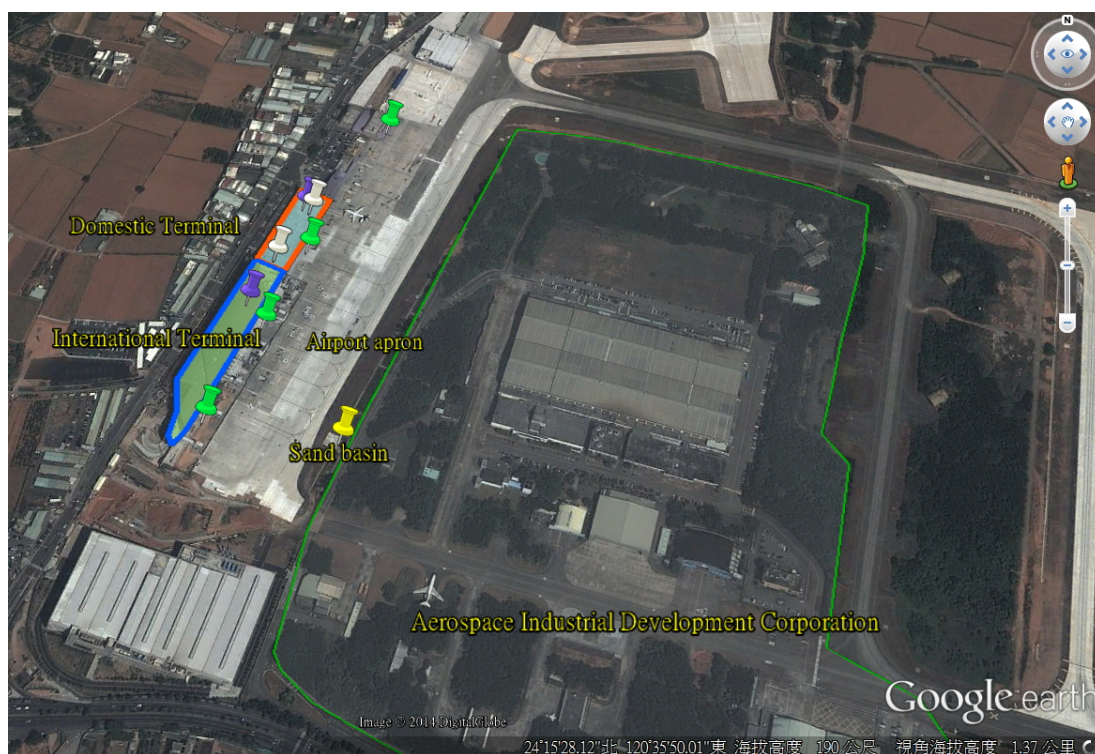 N
Domestic Terminal
International Terminal
Airport apron
Sand basin
Aerospace Industrial Development Corporation
Google earth
Image © 2014 DigitalGlobe
24°15'28.12"北 120°35'50.01"東 海拔高度 190 公尺 視角海拔高度 1.37 公里